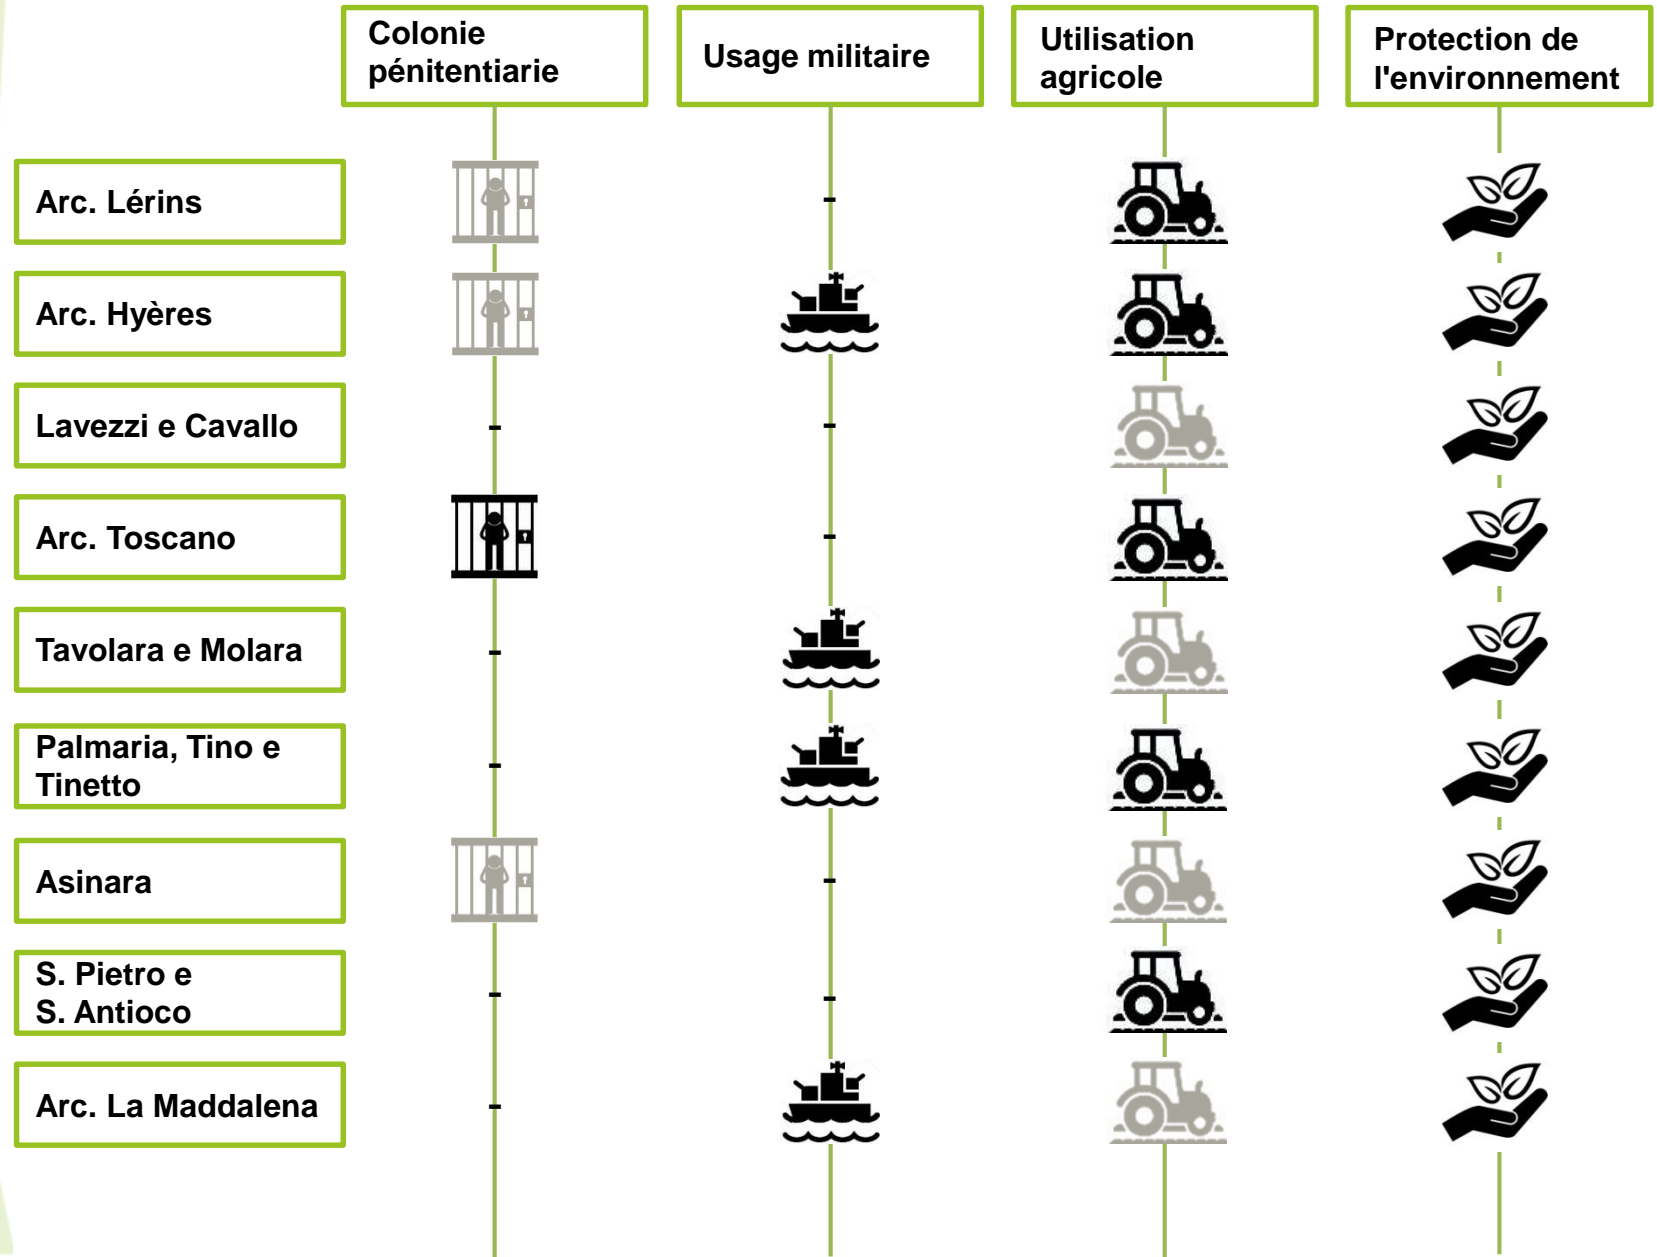 Colonie
pénitentiarie
Usage militaire
Utilisation
agricole
Protection de
l'environnement
Arc. Lérins
-
Arc. Hyères
Lavezzi e Cavallo
-
-
Arc. Toscano
-
Tavolara e Molara
-
Palmaria, Tino e
Tinetto
-
Asinara
-
S. Pietro e
S. Antioco
-
-
Arc. La Maddalena
-